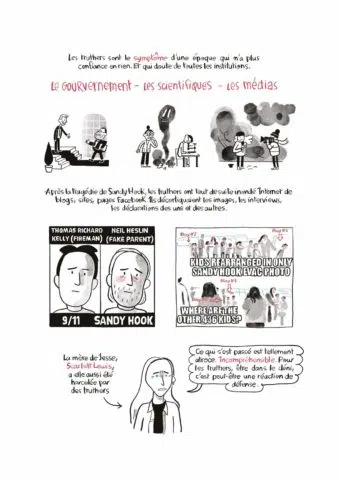 Les truthers sont le symptôme d'une époque qui n'a plus
confiance en rien. Et qui doute de toutes les institutions.
Le gourvernement - Les scientifiques - Les médias
Après la tragédie de Sandy Hook, les truthers ont tout de suite inondé Internet de
blogs, sites, pages Facebook. Ils décortiquaient les images, les interviews,
les déclarations des uns et des autres.
THOMAS RICHARD
KELLY (FIREMAN)
NEIL HESLIN
(FAKE PARENT)
9/11
SANDY HOOK
KIDS REARRANGED IN ONLY
SANDY HOOK EVAC PHOTO
WHERE ARE THE
OTHER 436 KIDS?
La mère de Jesse,
Scarlett Lewis,
a elle aussi été
harcelée par
des truthers
Ce qui s'est passé est tellement
atroce. Incompréhensible. Pour
les truthers, être dans le déni,
c'est peut-être une réaction de
défense.